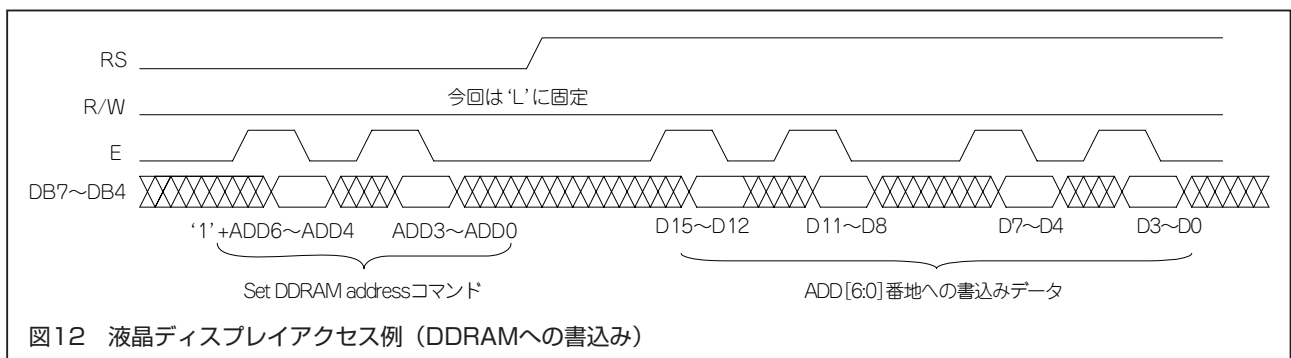 RS
今回は‘L’に固定
R/W
E
DB7～DB4
‘1’+ADD6～ADD4
ADD3～ADD0
D15～D12
D11～D8
D7～D4
D3～D0
Set DDRAM addressコマンド
ADD[6:0]番地への書込みデータ
図12 液晶ディスプレイアクセス例（DDRAMへの書込み）